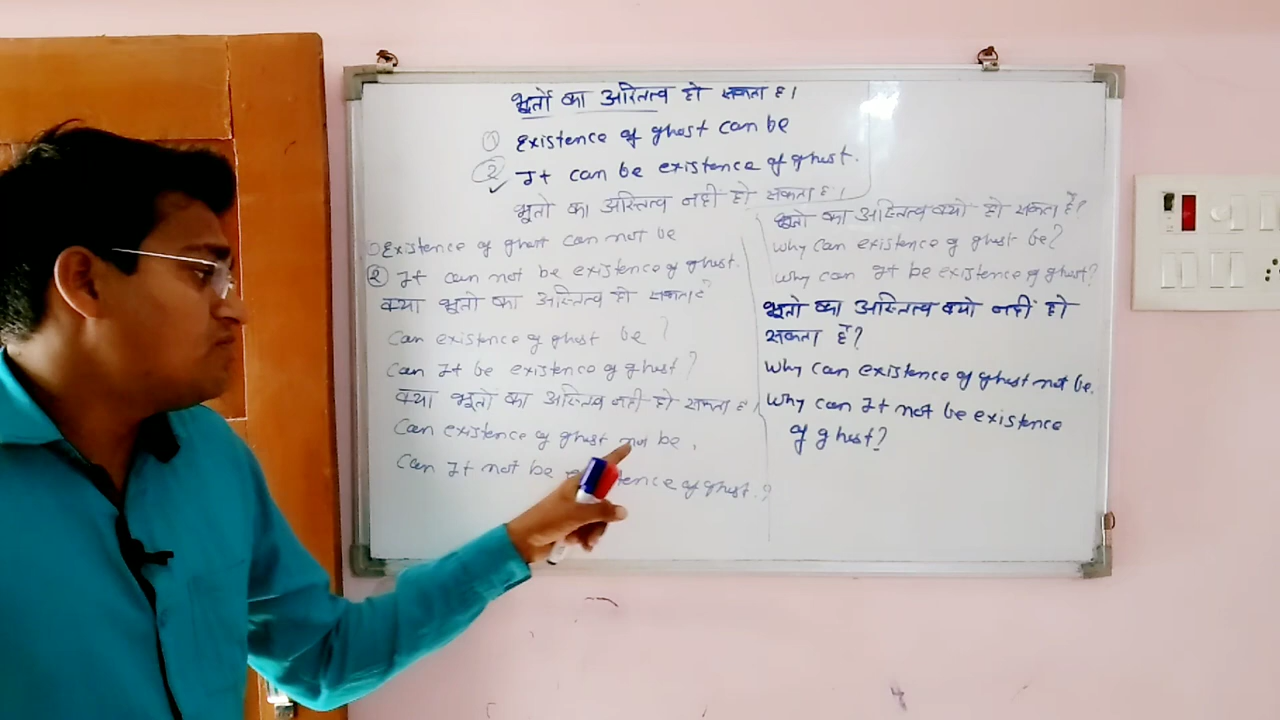 भूतों का अस्तित्व हो सकता है।
① Existence of ghost can be
② It can be existence of ghost.
भूतो का अस्तित्व नहीं हो सकता है।
① Existence of ghost can not be
② It can not be existence of ghost.
क्या भूतो का अस्तित्व हो सकता है
Can existence of ghost be ?
Can It be existence of ghost?
क्या भूतो का अस्तित्व नही हो सकता है।
Can existence of ghost not be.
Can It not be existence of ghost.?
भूतो का अस्तित्व क्यो हो सकता है?
Why can existence of ghost be?
Why can It be existence of ghost?
भूतो का अस्तित्व क्यो नहीं हो
सकता है?
Why can existence of ghost not be.
Why can It not be existence
of ghost?